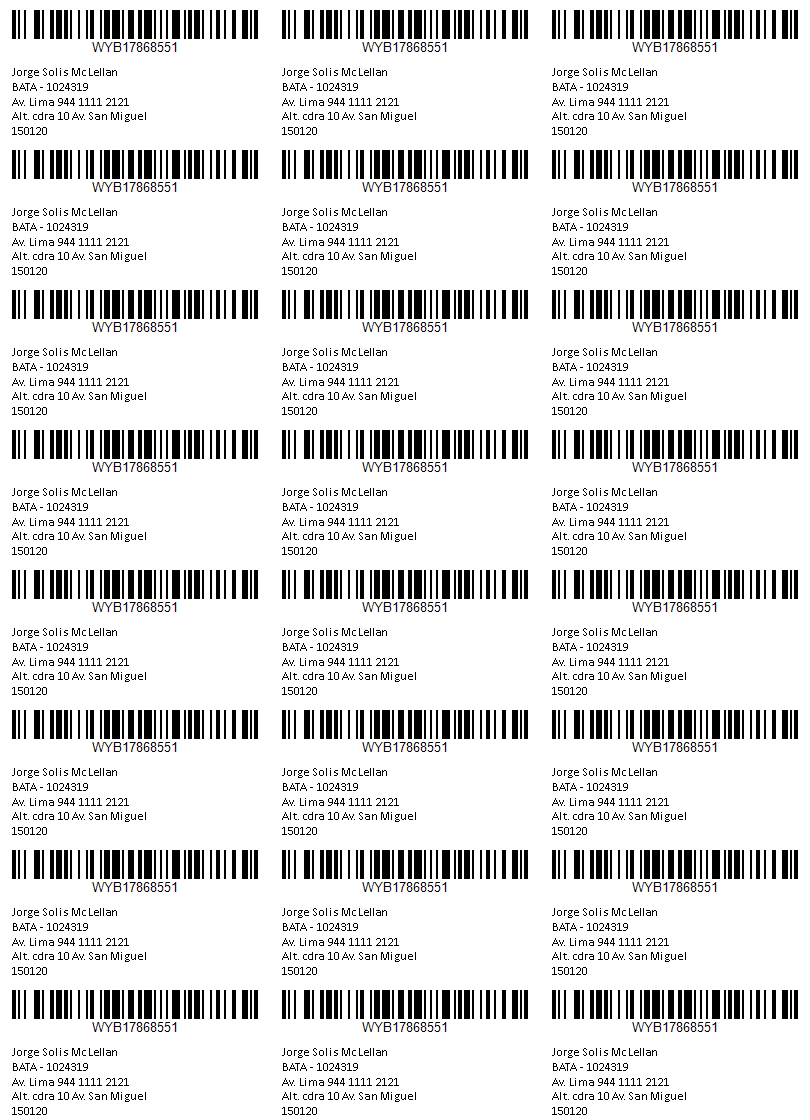 WYB17868551
Jorge Solis McLellan
BATA - 1024319
Av. Lima 944 1111 2121
Alt. cdra 10 Av. San Miguel
150120
WYB17868551
Jorge Solis McLellan
BATA - 1024319
Av. Lima 944 1111 2121
Alt. cdra 10 Av. San Miguel
150120
WYB17868551
Jorge Solis McLellan
BATA - 1024319
Av. Lima 944 1111 2121
Alt. cdra 10 Av. San Miguel
150120
WYB17868551
Jorge Solis McLellan
BATA - 1024319
Av. Lima 944 1111 2121
Alt. cdra 10 Av. San Miguel
150120
WYB17868551
Jorge Solis McLellan
BATA - 1024319
Av. Lima 944 1111 2121
Alt. cdra 10 Av. San Miguel
150120
WYB17868551
Jorge Solis McLellan
BATA - 1024319
Av. Lima 944 1111 2121
Alt. cdra 10 Av. San Miguel
150120
WYB17868551
Jorge Solis McLellan
BATA - 1024319
Av. Lima 944 1111 2121
Alt. cdra 10 Av. San Miguel
150120
WYB17868551
Jorge Solis McLellan
BATA - 1024319
Av. Lima 944 1111 2121
Alt. cdra 10 Av. San Miguel
150120
WYB17868551
Jorge Solis McLellan
BATA - 1024319
Av. Lima 944 1111 2121
Alt. cdra 10 Av. San Miguel
150120
WYB17868551
Jorge Solis McLellan
BATA - 1024319
Av. Lima 944 1111 2121
Alt. cdra 10 Av. San Miguel
150120
WYB17868551
Jorge Solis McLellan
BATA - 1024319
Av. Lima 944 1111 2121
Alt. cdra 10 Av. San Miguel
150120
WYB17868551
Jorge Solis McLellan
BATA - 1024319
Av. Lima 944 1111 2121
Alt. cdra 10 Av. San Miguel
150120
WYB17868551
Jorge Solis McLellan
BATA - 1024319
Av. Lima 944 1111 2121
Alt. cdra 10 Av. San Miguel
150120
WYB17868551
Jorge Solis McLellan
BATA - 1024319
Av. Lima 944 1111 2121
Alt. cdra 10 Av. San Miguel
150120
WYB17868551
Jorge Solis McLellan
BATA - 1024319
Av. Lima 944 1111 2121
Alt. cdra 10 Av. San Miguel
150120
WYB17868551
Jorge Solis McLellan
BATA - 1024319
Av. Lima 944 1111 2121
Alt. cdra 10 Av. San Miguel
150120
WYB17868551
Jorge Solis McLellan
BATA - 1024319
Av. Lima 944 1111 2121
Alt. cdra 10 Av. San Miguel
150120
WYB17868551
Jorge Solis McLellan
BATA - 1024319
Av. Lima 944 1111 2121
Alt. cdra 10 Av. San Miguel
150120
WYB17868551
Jorge Solis McLellan
BATA - 1024319
Av. Lima 944 1111 2121
Alt. cdra 10 Av. San Miguel
150120
WYB17868551
Jorge Solis McLellan
BATA - 1024319
Av. Lima 944 1111 2121
Alt. cdra 10 Av. San Miguel
150120
WYB17868551
Jorge Solis McLellan
BATA - 1024319
Av. Lima 944 1111 2121
Alt. cdra 10 Av. San Miguel
150120
WYB17868551
Jorge Solis McLellan
BATA - 1024319
Av. Lima 944 1111 2121
Alt. cdra 10 Av. San Miguel
150120
WYB17868551
Jorge Solis McLellan
BATA - 1024319
Av. Lima 944 1111 2121
Alt. cdra 10 Av. San Miguel
150120
WYB17868551
Jorge Solis McLellan
BATA - 1024319
Av. Lima 944 1111 2121
Alt. cdra 10 Av. San Miguel
150120